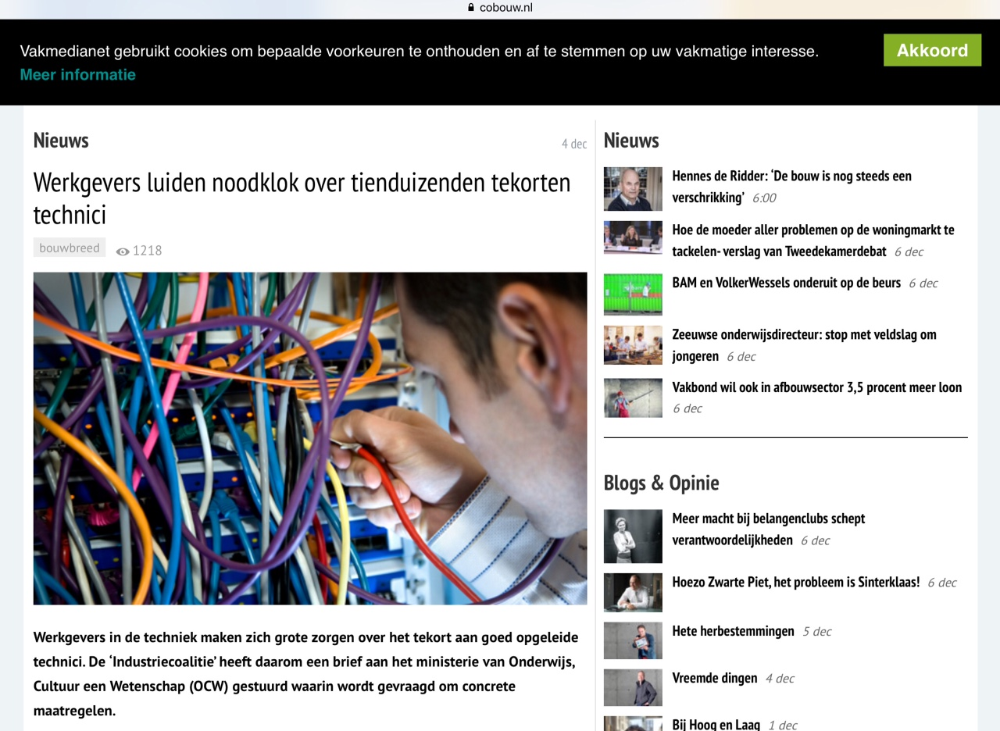 cobouw.nl
Vakmedianet gebruikt cookies om bepaalde voorkeuren te onthouden en af te stemmen op uw vakmatige interesse.
Meer informatie
Akkoord
Nieuws
4 dec
Werkgevers luiden noodklok over tienduizenden tekorten
technici
bouwbreed
1218
Werkgevers in de techniek maken zich grote zorgen over het tekort aan goed opgeleide
technici. De ‘Industriecoalitie’ heeft daarom een brief aan het ministerie van Onderwijs,
Cultuur een Wetenschap (OCW) gestuurd waarin wordt gevraagd om concrete
maatregelen.
Nieuws
Hennes de Ridder: ‘De bouw is nog steeds een
verschrikking’ 6:00
Hoe de moeder aller problemen op de woningmarkt te
tackelen- verslag van Tweedekamerdebat 6 dec
BAM en VolkerWessels onderuit op de beurs 6 dec
Zeeuwse onderwijsdirecteur: stop met veldslag om
jongeren 6 dec
Vakbond wil ook in afbouwsector 3,5 procent meer loon
6 dec
Blogs & Opinie
Meer macht bij belangenclubs schept
verantwoordelijkheden 6 dec
Hoezo Zwarte Piet, het probleem is Sinterklaas! 6 dec
Hete herbestemmingen 5 dec
Vreemde dingen 4 dec
Bij Hoog en Laag 1 dec